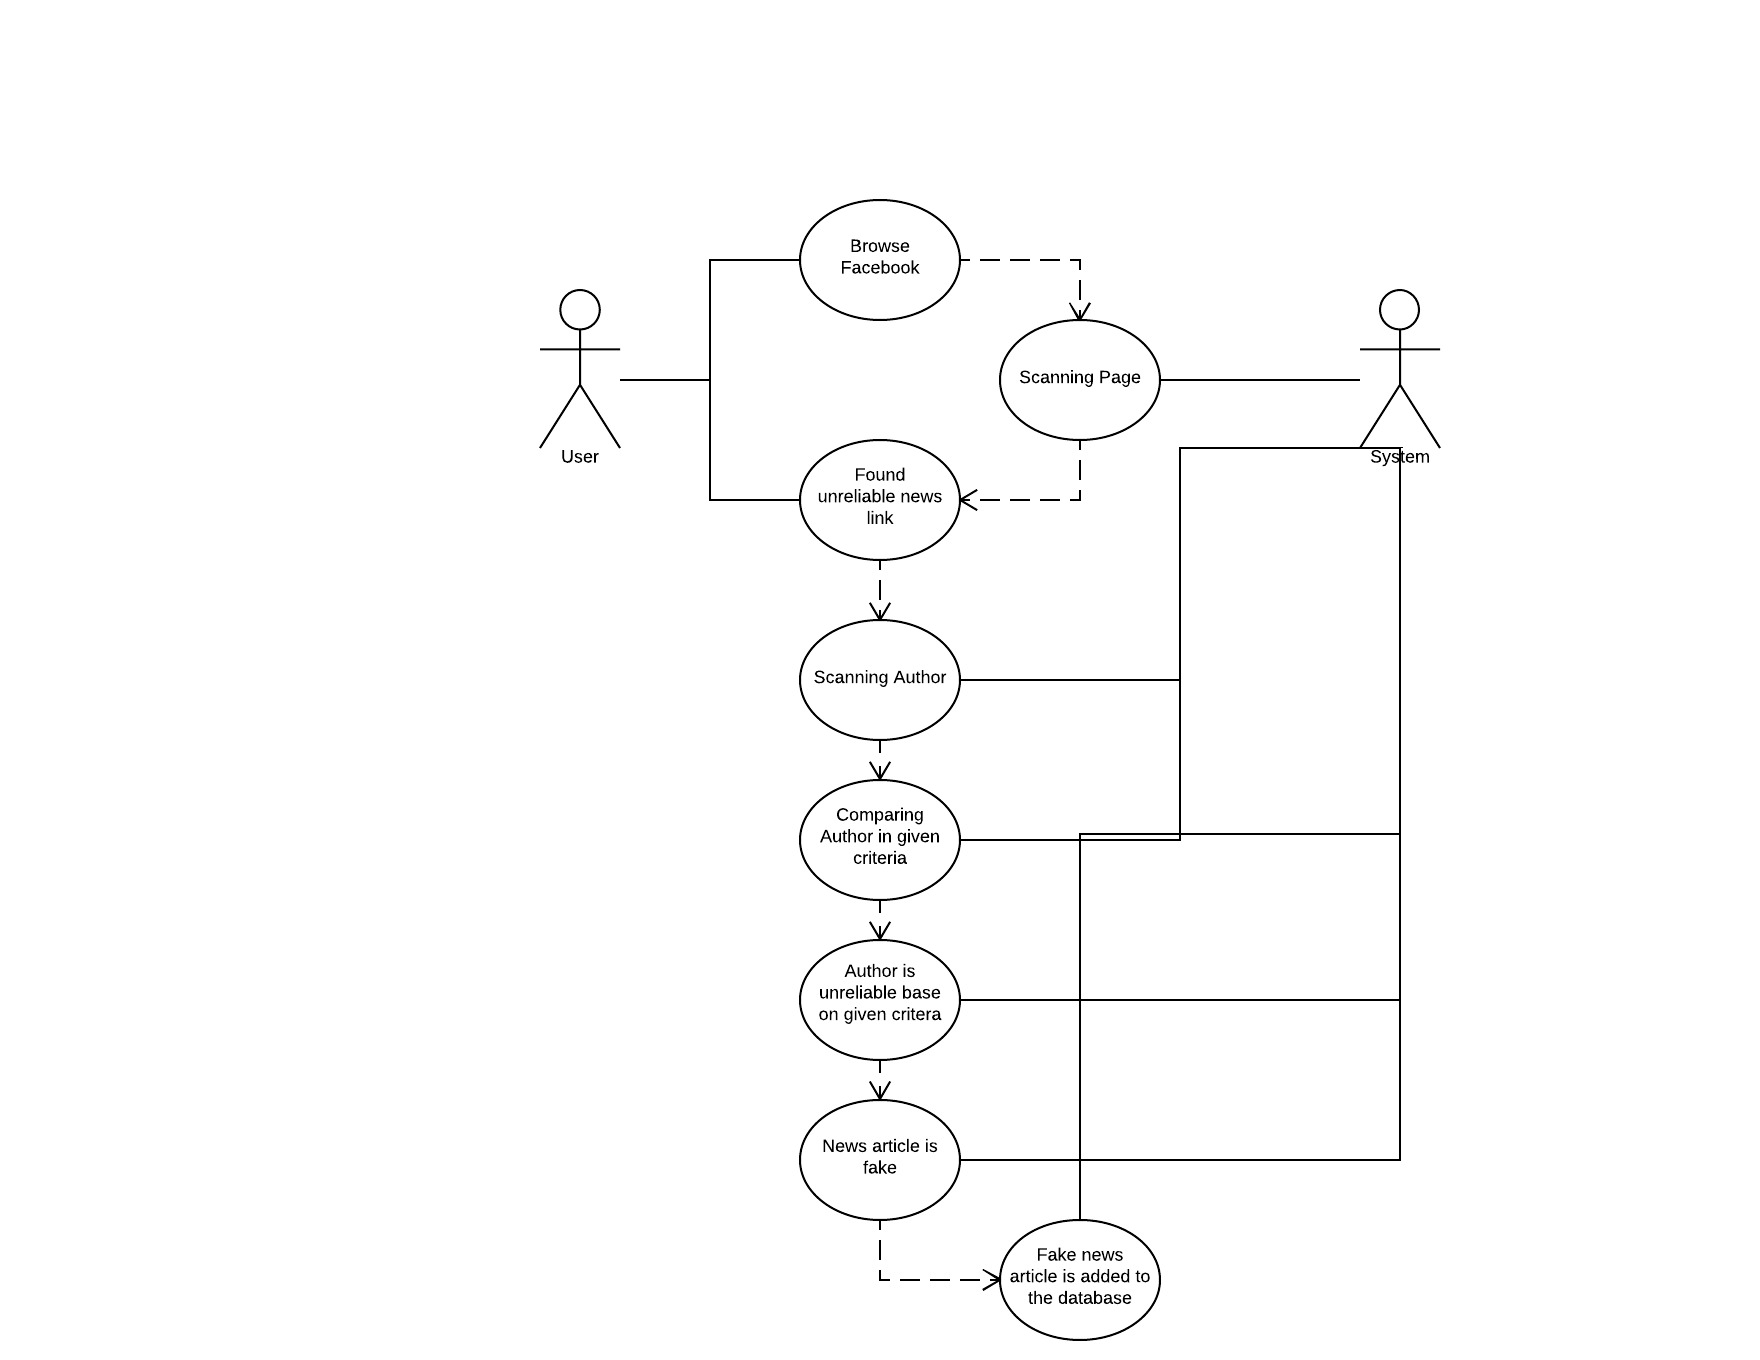 Browse
Facebook
Scanning Page
User
System
Found
unreliable news
link
Scanning Author
Comparing
Author in given
criteria
Author is
unreliable base
on given critera
News article is
fake
Fake news
article is added to
the database